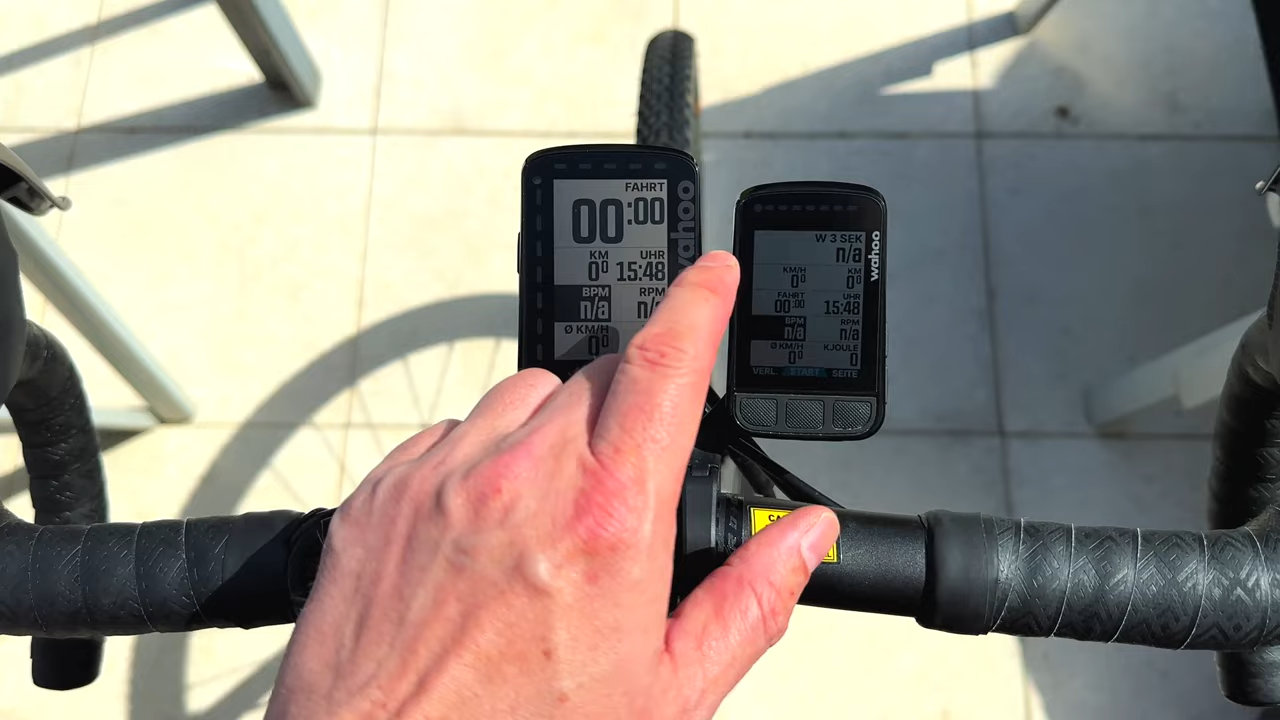 FAHRT
00:00
KM
UHR
0⁰
15:48
BPM
RPM
n/a
Ø KM/H
0⁰
wahoo
W 3 SEK
n/a
KM/H
KM
0⁰
0⁰
FAHRT
UHR
00:00
15:48
BPM
RPM
n/a
n/a
Ø KM/H
KJOULE
0⁰
0
VERL.
START
SEITE
wahoo